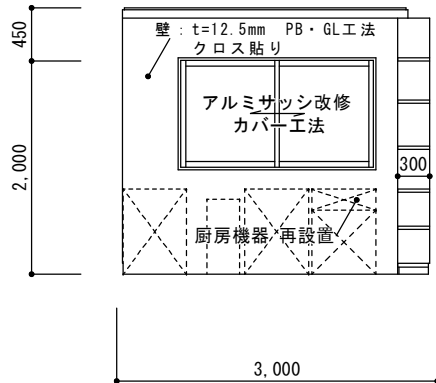 450
壁：t=12.5mm PB・GL工法
クロス貼り
アルミサッシ改修
カバー工法
2,000
300
厨房機器 再設置
3,000